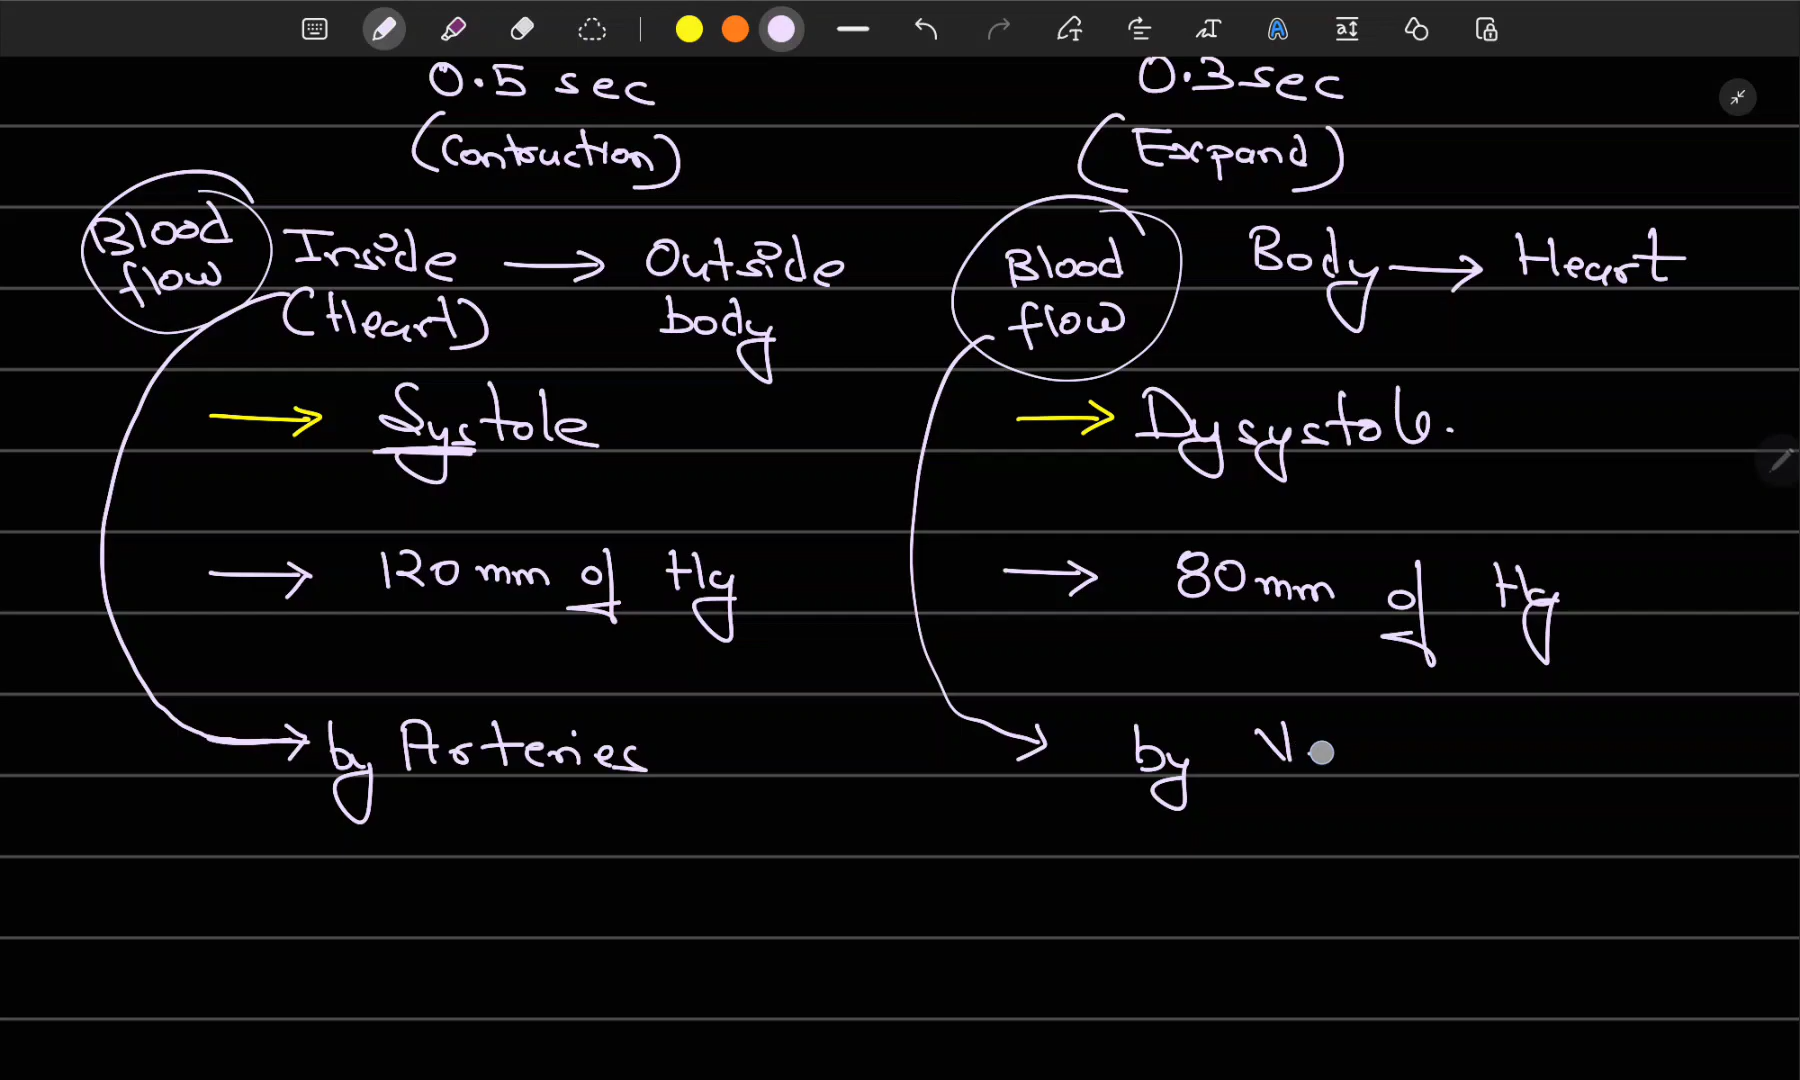 0.5 sec
(Contruction)
Blood flow
Inside → Outside
(Heart) body
→ Systole
→ 120 mm of Hg
→ by Arteries
0.3 sec
(Expand)
Blood flow
Body → Heart
→ Dysystole.
→ 80 mm of Hg
→ by V